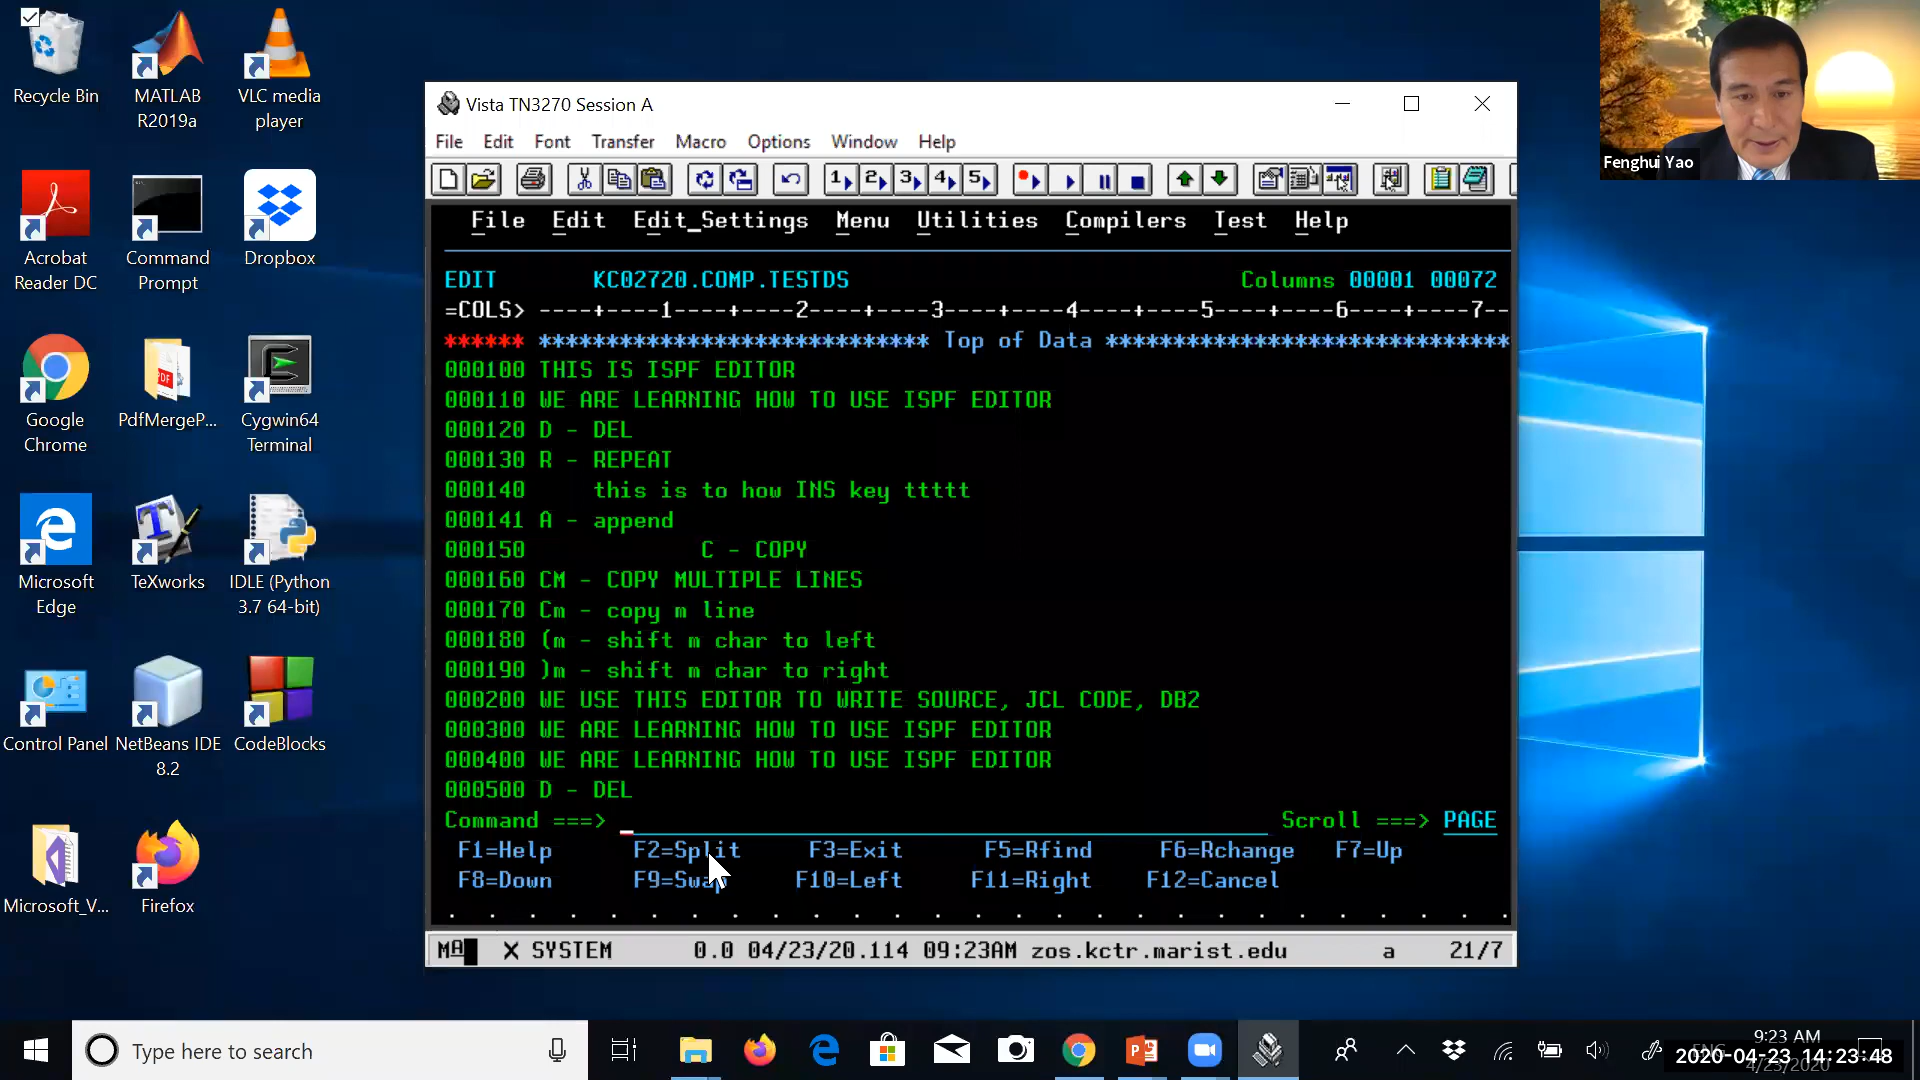 Recycle Bin
MATLAB R2019a
VLC media player
Acrobat Reader DC
Command Prompt
Dropbox
Google Chrome
PdfMergeP...
Cygwin64 Terminal
Microsoft Edge
TeXworks
IDLE (Python 3.7 64-bit)
Control Panel
NetBeans IDE 8.2
CodeBlocks
Microsoft_V...
Firefox
Vista TN3270 Session A
File Edit Font Transfer Macro Options Window Help
File Edit Edit_Settings Menu Utilities Compilers Test Help
EDIT KC02720.COMP.TESTDS Columns 00001 00072
=COLS> ----+----1----+----2----+----3----+----4----+----5----+----6----+----7--
****** ***************************** Top of Data ******************************
000100 THIS IS ISPF EDITOR
000110 WE ARE LEARNING HOW TO USE ISPF EDITOR
000120 D - DEL
000130 R - REPEAT
000140 this is to how INS key ttttt
000141 A - append
000150 C - COPY
000160 CM - COPY MULTIPLE LINES
000170 Cm - copy m line
000180 (m - shift m char to left
000190 )m - shift m char to right
000200 WE USE THIS EDITOR TO WRITE SOURCE, JCL CODE, DB2
000300 WE ARE LEARNING HOW TO USE ISPF EDITOR
000400 WE ARE LEARNING HOW TO USE ISPF EDITOR
000500 D - DEL
Command ===> Scroll ===> PAGE
F1=Help F2=Split F3=Exit F5=Rfind F6=Rchange F7=Up
F8=Down F9=Swap F10=Left F11=Right F12=Cancel
MA X SYSTEM 0.0 04/23/20.114 09:23AM zos.kctr.marist.edu a 21/7
Fenghui Yao
Type here to search
9:23 AM
2020-04-23 14:23:48
4/23/2020